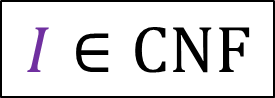 I ∈ CNF